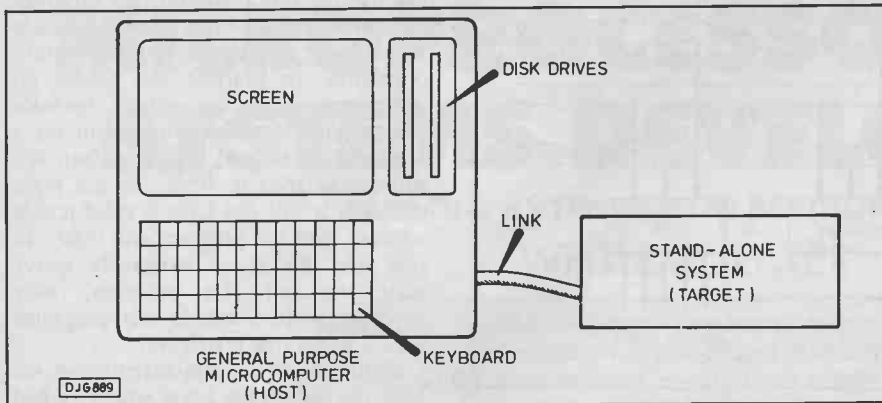 SCREEN
DISK DRIVES
LINK
STAND-ALONE
SYSTEM
(TARGET)
KEYBOARD
GENERAL PURPOSE
MICROCOMPUTER
(HOST)
DJG889